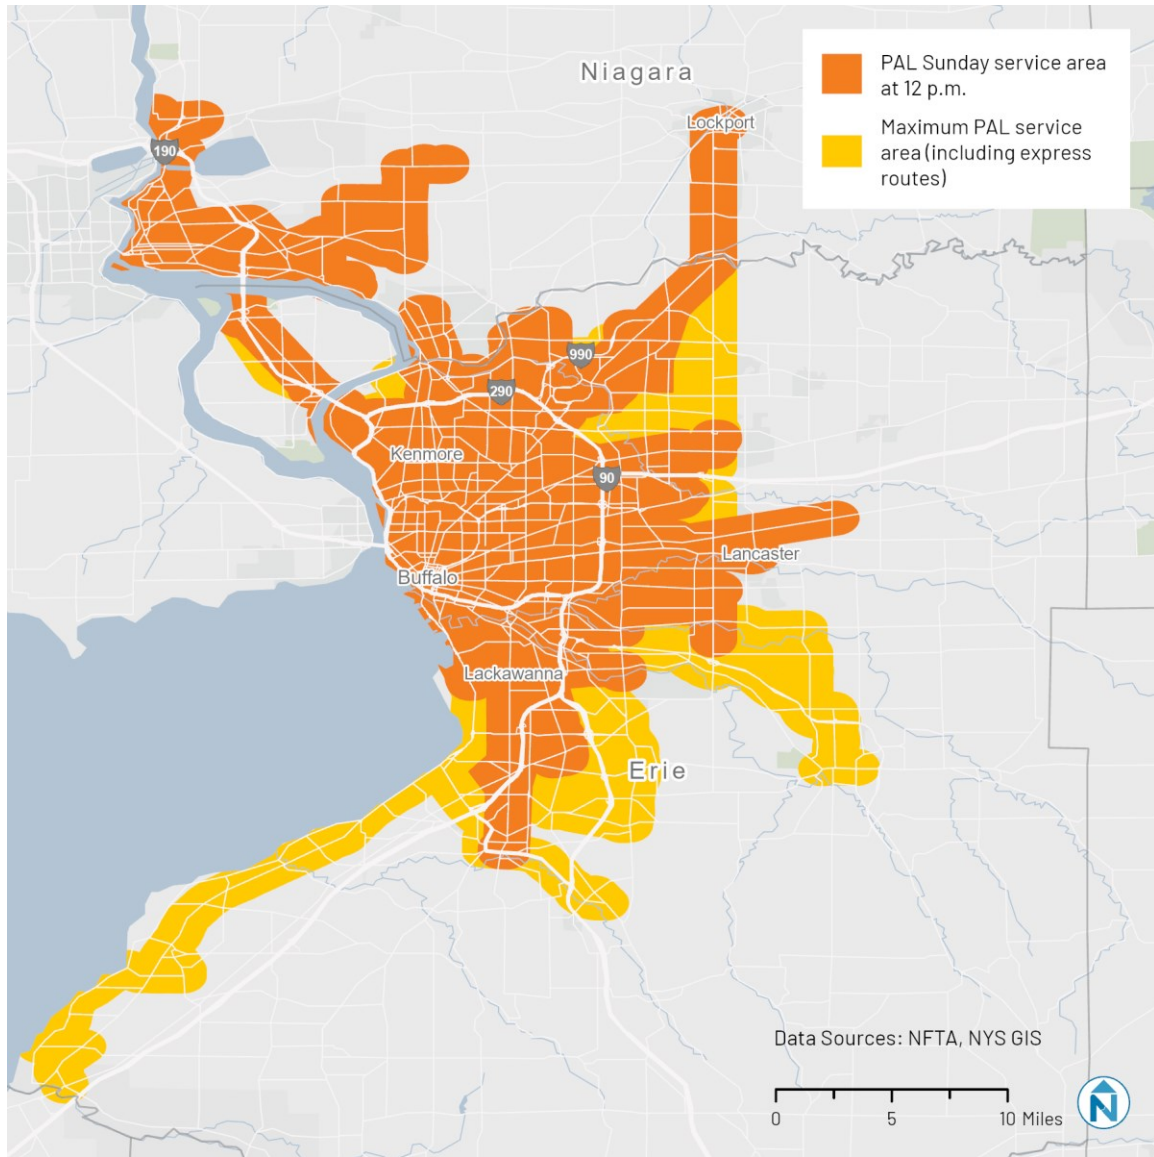 Niagara
PAL Sunday service area
at 12 p.m.
Maximum PAL service
area (including express
routes)
Lockport
190
990
290
Kenmore
90
Lancaster
Buffalo
Lackawanna
Erie
Data Sources: NFTA, NYS GIS
0 5 10 Miles
N